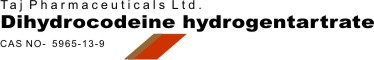 Taj Pharmaceuticals Ltd.
Dihydrocodeine hydrogentartrate
CAS NO- 5965-13-9